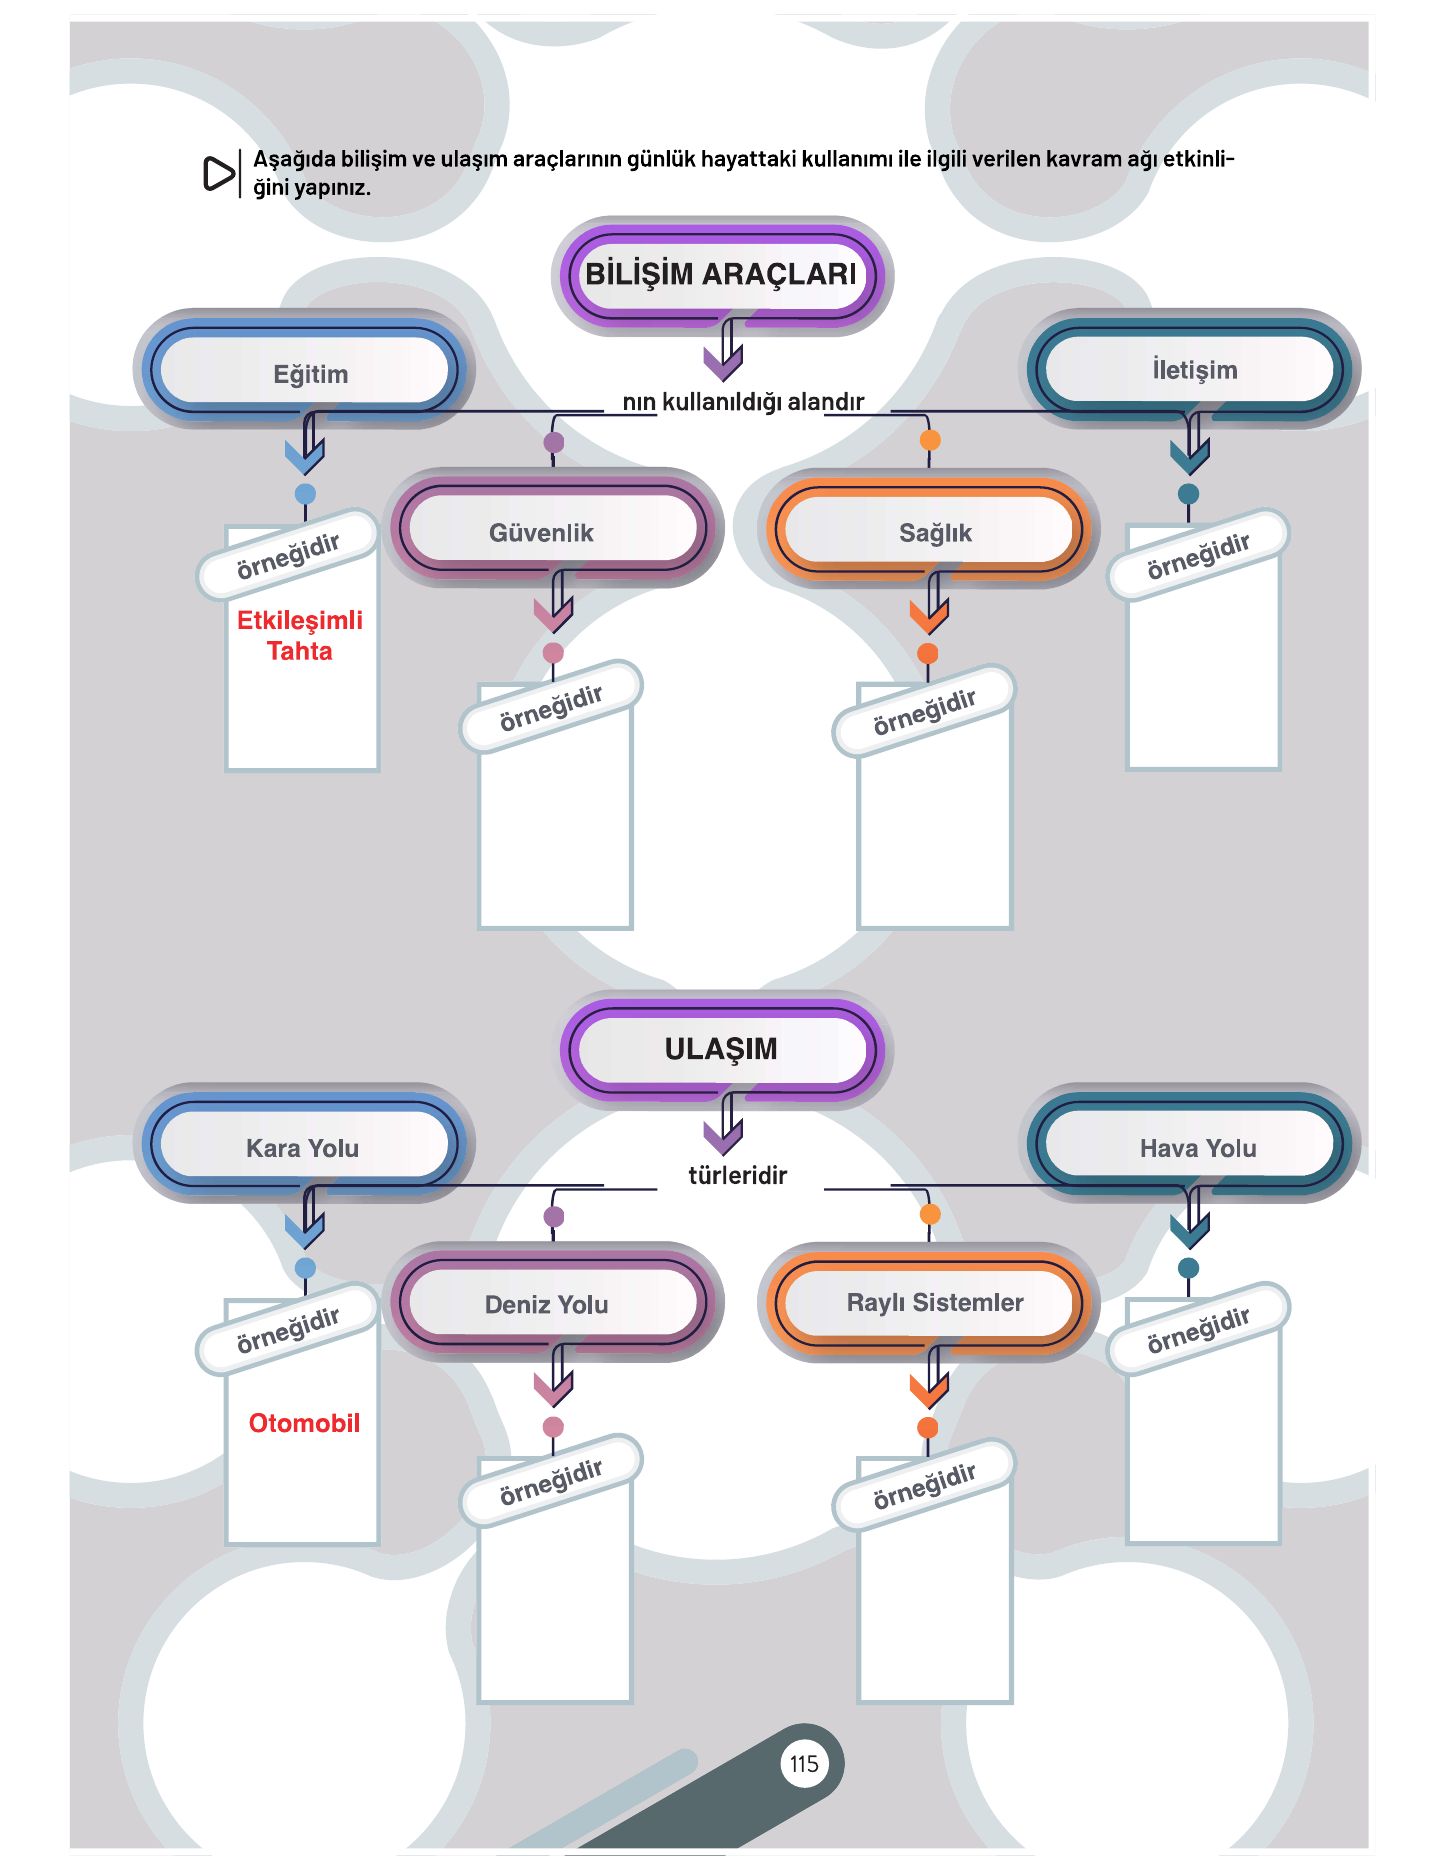 Aşağıda bilişim ve ulaşım araçlarının günlük hayattaki kullanımı ile ilgili verilen kavram ağı etkinli-
ğini yapınız.
BİLİŞİM ARAÇLARI
nın kullanıldığı alandır
Eğitim
örneğidir
Etkileşimli
Tahta
Güvenlik
örneğidir
Sağlık
örneğidir
İletişim
örneğidir
ULAŞIM
türleridir
Kara Yolu
örneğidir
Otomobil
Deniz Yolu
örneğidir
Raylı Sistemler
örneğidir
Hava Yolu
örneğidir
115